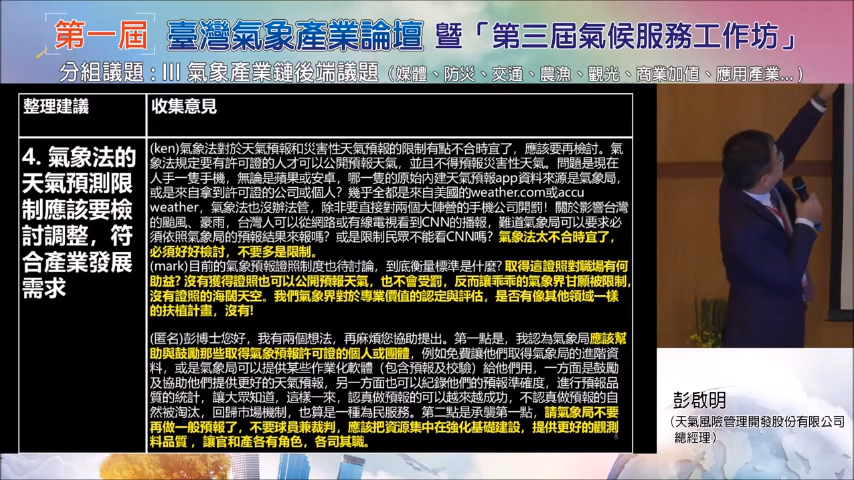 第一屆 臺灣氣象產業論壇 暨「第三屆氣候服務工作坊」
分組議題 : III 氣象產業鏈後端議題（媒體、防災、交通、農漁、觀光、商業加值、應用產業...）
整理建議
收集意見
4. 氣象法的
天氣預測限
制應該要檢
討調整，符
合產業發展
需求
(ken)氣象法對於天氣預報和災害性天氣預報的限制有點不合時宜了，應該要再檢討。氣
象法規定要有許可證的人才可以公開預報天氣，並且不得預報災害性天氣。問題是現在
人手一隻手機，無論是蘋果或安卓，哪一隻的原始內建天氣預報app資料來源是氣象局，
或是來自拿到許可證的公司或個人？幾乎全都是來自美國的weather.com或accu
weather，氣象法也沒辦法管，除非要直接對兩個大陣營的手機公司開罰！關於影響台灣
的颱風、豪雨，台灣人可以從網路或有線電視看到CNN的播報，難道氣象局可以要求必
須依照氣象局的預報結果來報嗎？或是限制民眾不能看CNN嗎？氣象法太不合時宜了，
必須好好檢討，不要多是限制。
(mark)目前的氣象預報證照制度也待討論，到底衡量標準是什麼? 取得這證照對職場有何
助益? 沒有獲得證照也可以公開預報天氣，也不會受罰，反而讓乖乖的氣象界甘願被限制，
沒有證照的海闊天空。我們氣象界對於專業價值的認定與評估，是否有像其他領域一樣
的扶植計畫，沒有!
(匿名)彭博士您好，我有兩個想法，再麻煩您協助提出。第一點是，我認為氣象局應該幫
助與鼓勵那些取得氣象預報許可證的個人或團體，例如免費讓他們取得氣象局的進階資
料，或是氣象局可以提供某些作業化軟體（包含預報及校驗）給他們用，一方面是鼓勵
及協助他們提供更好的天氣預報，另一方面也可以紀錄他們的預報準確度，進行預報品
質的統計，讓大眾知道，這樣一來，認真做預報的可以越來越成功，不認真做預報的自
然被淘汰，回歸市場機制，也算是一種為民服務。第二點是承襲第一點，請氣象局不要
再做一般預報了，不要球員兼裁判，應該把資源集中在強化基礎建設，提供更好的觀測
料品質 ，讓官和產各有角色，各司其職。
彭啟明
（天氣風險管理開發股份有限公司
總經理）